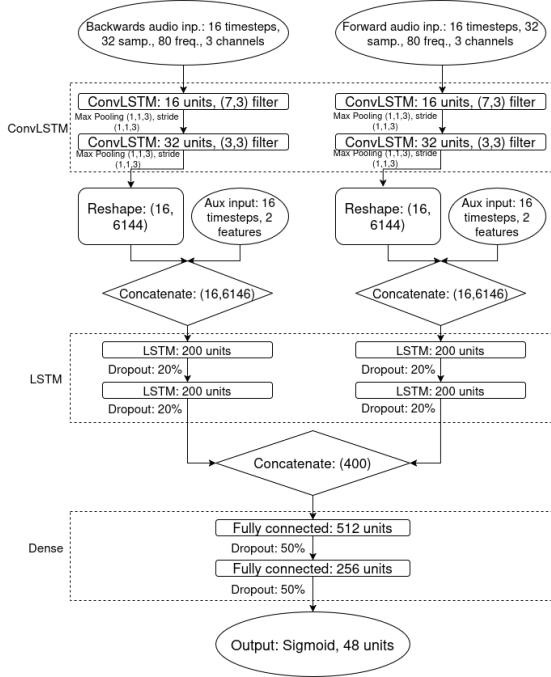 Backwards audio inp.: 16 timesteps,
32 samp., 80 freq., 3 channels
Forward audio inp.: 16 timesteps, 32
samp., 80 freq., 3 channels
ConvLSTM
ConvLSTM: 16 units, (7,3) filter
Max Pooling (1,1,3), stride
(1,1,3)
ConvLSTM: 32 units, (3,3) filter
Max Pooling (1,1,3), stride
(1,1,3)
ConvLSTM: 16 units, (7,3) filter
Max Pooling (1,1,3), stride
(1,1,3)
ConvLSTM: 32 units, (3,3) filter
Max Pooling (1,1,3), stride
(1,1,3)
Reshape: (16,
6144)
Aux input: 16
timesteps, 2
features
Reshape: (16,
6144)
Aux input: 16
timesteps, 2
features
Concatenate: (16,6146)
Concatenate: (16,6146)
LSTM
LSTM: 200 units
Dropout: 20%
LSTM: 200 units
Dropout: 20%
LSTM: 200 units
Dropout: 20%
LSTM: 200 units
Dropout: 20%
Concatenate: (400)
Dense
Fully connected: 512 units
Dropout: 50%
Fully connected: 256 units
Dropout: 50%
Output: Sigmoid, 48 units